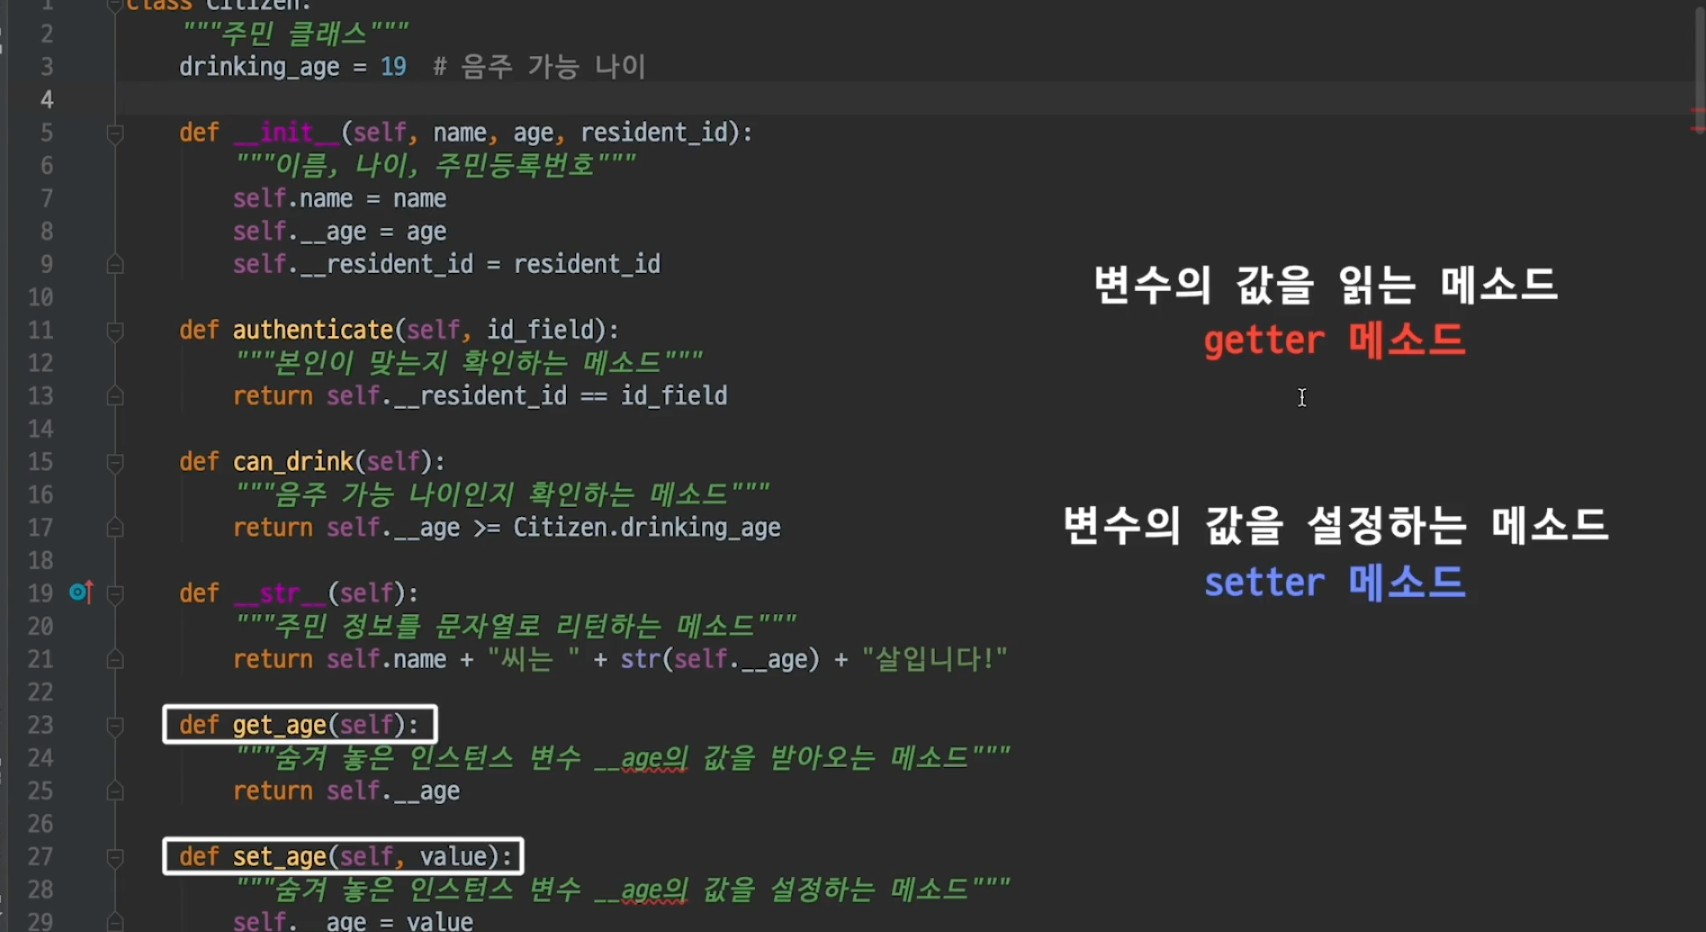 1 class Citizen:
2 """주민 클래스"""
3 drinking_age = 19 # 음주 가능 나이
4
5 def __init__(self, name, age, resident_id):
6 """이름, 나이, 주민등록번호"""
7 self.name = name
8 self.__age = age
9 self.__resident_id = resident_id
10
11 def authenticate(self, id_field):
12 """본인이 맞는지 확인하는 메소드"""
13 return self.__resident_id == id_field
14
15 def can_drink(self):
16 """음주 가능 나이인지 확인하는 메소드"""
17 return self.__age >= Citizen.drinking_age
18
19 def __str__(self):
20 """주민 정보를 문자열로 리턴하는 메소드"""
21 return self.name + "씨는 " + str(self.__age) + "살입니다!"
22
23 def get_age(self):
24 """숨겨 놓은 인스턴스 변수 __age의 값을 받아오는 메소드"""
25 return self.__age
26
27 def set_age(self, value):
28 """숨겨 놓은 인스턴스 변수 __age의 값을 설정하는 메소드"""
29 self.__age = value
변수의 값을 읽는 메소드
getter 메소드
변수의 값을 설정하는 메소드
setter 메소드